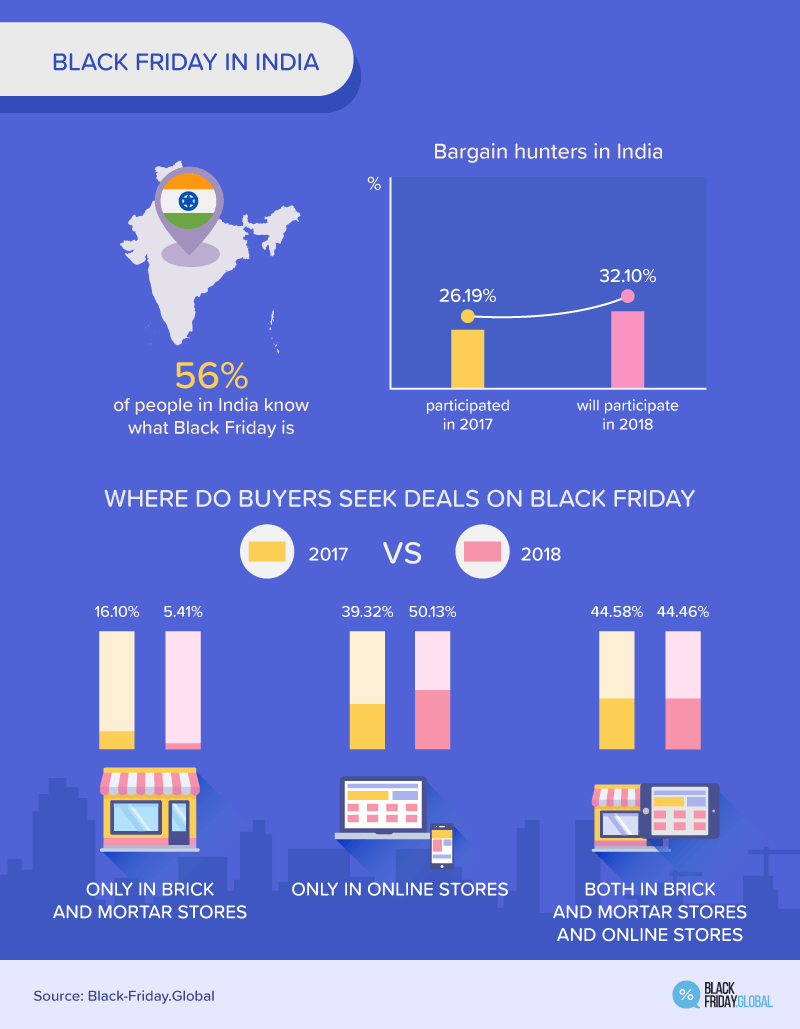 BLACK FRIDAY IN INDIA
Bargain hunters in India
%
26.19%
32.10%
participated
in 2017
will participate
in 2018
56%
of people in India know
what Black Friday is
WHERE DO BUYERS SEEK DEALS ON BLACK FRIDAY
2017 VS 2018
16.10% 5.41%
39.32% 50.13%
44.58% 44.46%
ONLY IN BRICK
AND MORTAR STORES
ONLY IN ONLINE STORES
BOTH IN BRICK
AND MORTAR STORES
AND ONLINE STORES
Source: Black-Friday.Global
%
BLACK
FRIDAY.GLOBAL